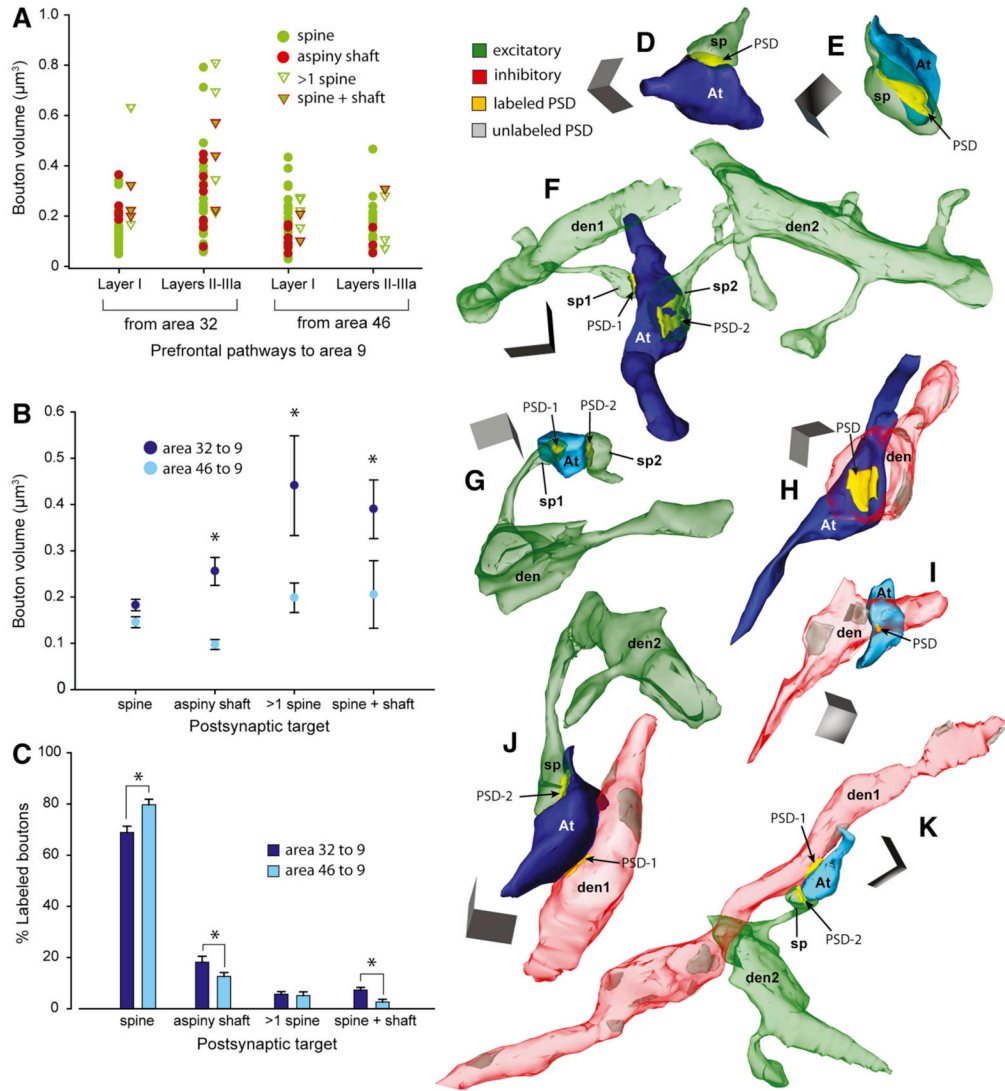 A
Bouton volume (µm³)
1.0
0.8
0.6
0.4
0.2
0
spine
aspiny shaft
>1 spine
spine + shaft
Layer I
Layers II-IIIa
Layer I
Layers II-IIIa
from area 32
from area 46
Prefrontal pathways to area 9
excitatory
inhibitory
labeled PSD
unlabeled PSD
D
sp
PSD
At
E
At
sp
PSD
F
den1
den2
sp1
sp2
PSD-1
PSD-2
At
B
Bouton volume (µm³)
0.6
0.5
0.4
0.3
0.2
0.1
0
area 32 to 9
area 46 to 9
*
*
*
spine
aspiny shaft
>1 spine
spine + shaft
Postsynaptic target
G
PSD-1
PSD-2
At
sp1
sp2
den
H
PSD
den
At
I
At
den
PSD
C
% Labeled boutons
100
80
60
40
20
0
area 32 to 9
area 46 to 9
*
*
*
spine
aspiny shaft
>1 spine
spine + shaft
Postsynaptic target
J
den2
sp
PSD-2
At
PSD-1
den1
K
den1
PSD-1
At
sp
PSD-2
den2